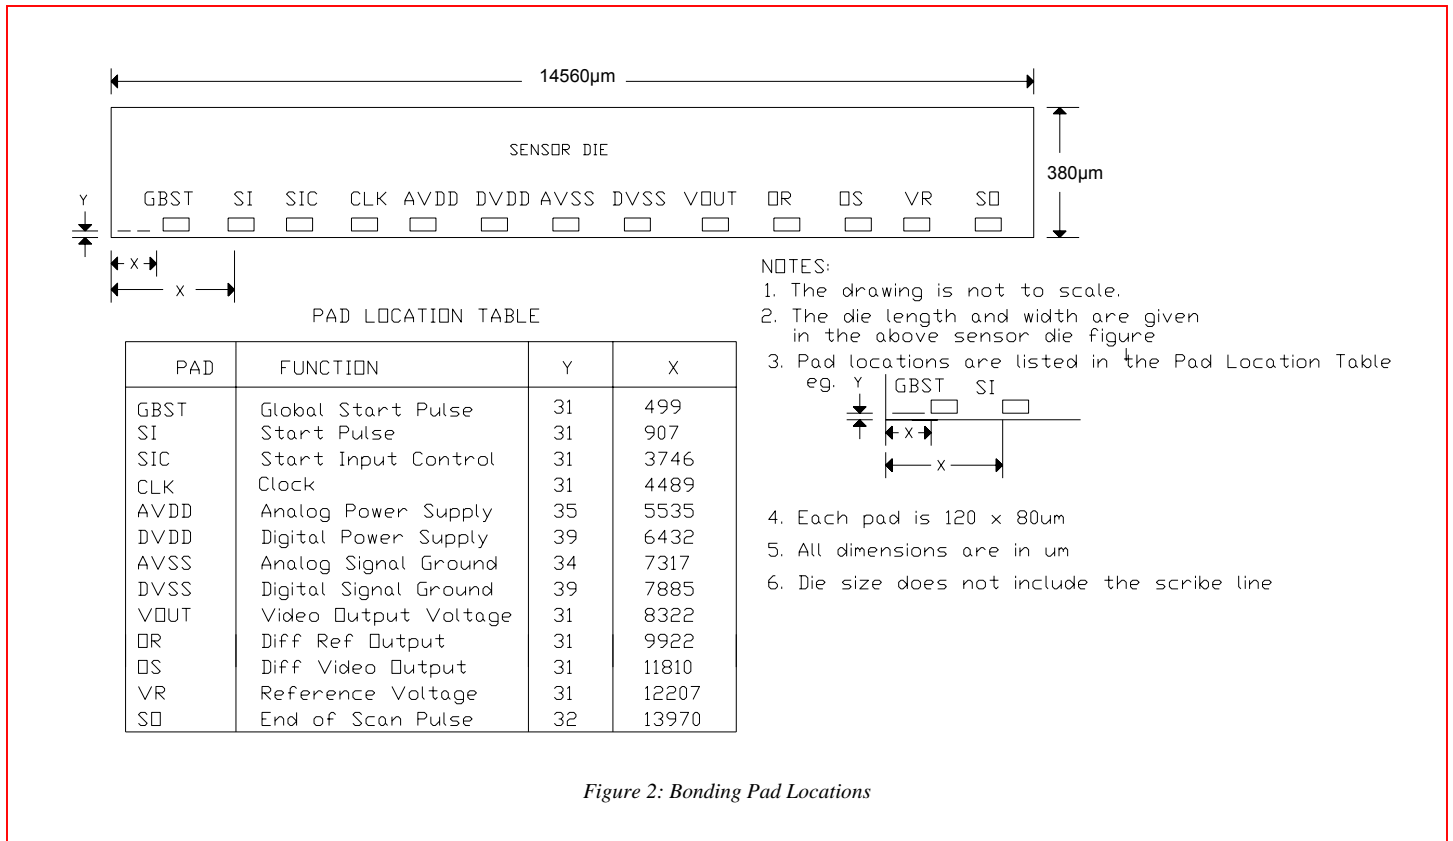 14560µm
SENSOR DIE
380µm
Y GBST SI SIC CLK AVDD DVDD AVSS DVSS VOUT OR OS VR SO
X
X
PAD LOCATION TABLE
PAD FUNCTION Y X
GBST Global Start Pulse 31 499
SI Start Pulse 31 907
SIC Start Input Control 31 3746
CLK Clock 31 4489
AVDD Analog Power Supply 35 5535
DVDD Digital Power Supply 39 6432
AVSS Analog Signal Ground 34 7317
DVSS Digital Signal Ground 39 7885
VOUT Video Output Voltage 31 8322
OR Diff Ref Output 31 9922
OS Diff Video Output 31 11810
VR Reference Voltage 31 12207
SO End of Scan Pulse 32 13970
NOTES:
1. The drawing is not to scale.
2. The die length and width are given
in the above sensor die figure
3. Pad locations are listed in the Pad Location Table
eg. Y GBST SI
X
X
4. Each pad is 120 x 80um
5. All dimensions are in um
6. Die size does not include the scribe line
Figure 2: Bonding Pad Locations